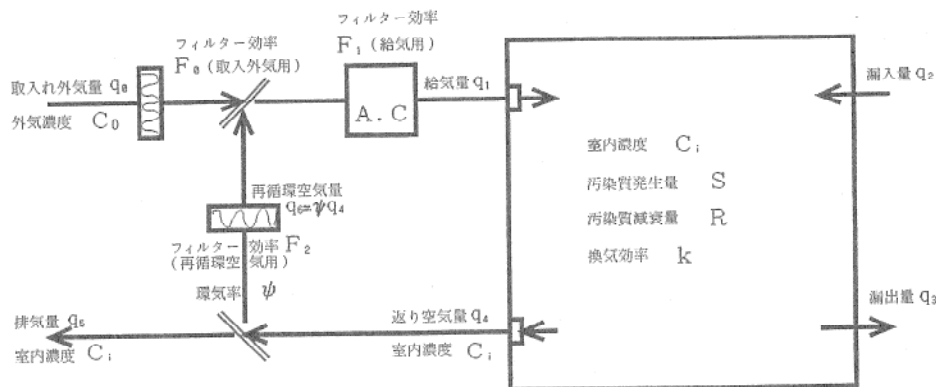 フィルター効率
F₁(給気用)
フィルター効率
F₀(取入外気用)
取入れ外気量 q₀
外気濃度 C₀
A.C
給気量 q₁
漏入量 q₂
室内濃度 Cᵢ
汚染質発生量 S
汚染質減衰量 R
換気効率 k
再循環空気量
q₆=ψq₄
フィルター効率 F₂
(再循環空気用)
環気率 ψ
排気量 q₅
室内濃度 Cᵢ
返り空気量 q₄
室内濃度 Cᵢ
漏出量 q₃